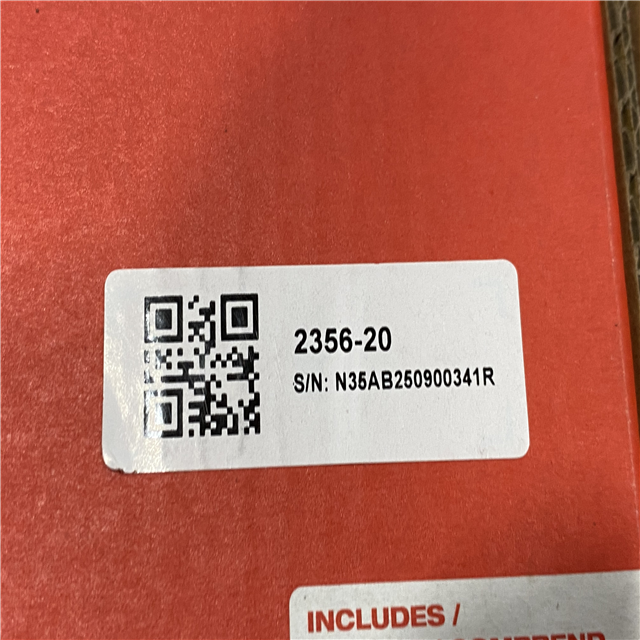 2356-20
S/N: N35AB250900341R
INCLUDES /